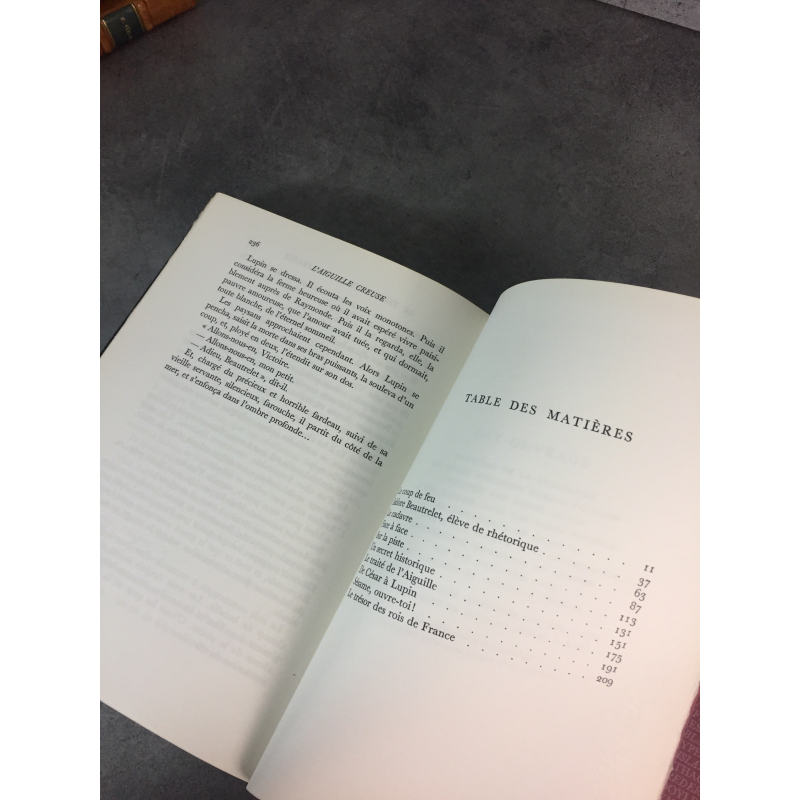 236
L'AIGUILLE CREUSE
Lupin se dressa. Il écouta les voix monotones. Puis il
considéra la ferme heureuse où il avait espéré vivre paisi-
blement auprès de Raymonde. Puis il la regarda, elle, la
pauvre amoureuse, que l'amour avait tuée, et qui dormait,
toute blanche, de l'éternel sommeil.
Les paysans approchaient cependant. Alors Lupin se
pencha, saisit la morte dans ses bras puissants, la souleva d'un
coup, et, ployé en deux, l'étendit sur son dos.
« Allons-nous-en, Victoire.
— Allons-nous-en, mon petit.
— Adieu, Beautrelet », dit-il.
Et, chargé du précieux et horrible fardeau, suivi de sa
vieille servante, silencieux, farouche, il partit du côté de la
mer, et s'enfonça dans l'ombre profonde...
TABLE DES MATIÈRES
coup de feu . . . . . . . 11
Beautrelet, élève de rhétorique . . . . . . . 37
cadavre . . . . . . . 63
à face . . . . . . . 87
la piste . . . . . . . 113
secret historique . . . . . . . 131
Le traité de l'Aiguille . . . . . . . 151
De César à Lupin . . . . . . . 175
Sésame, ouvre-toi ! . . . . . . . 191
Le trésor des rois de France . . . . . . . 209